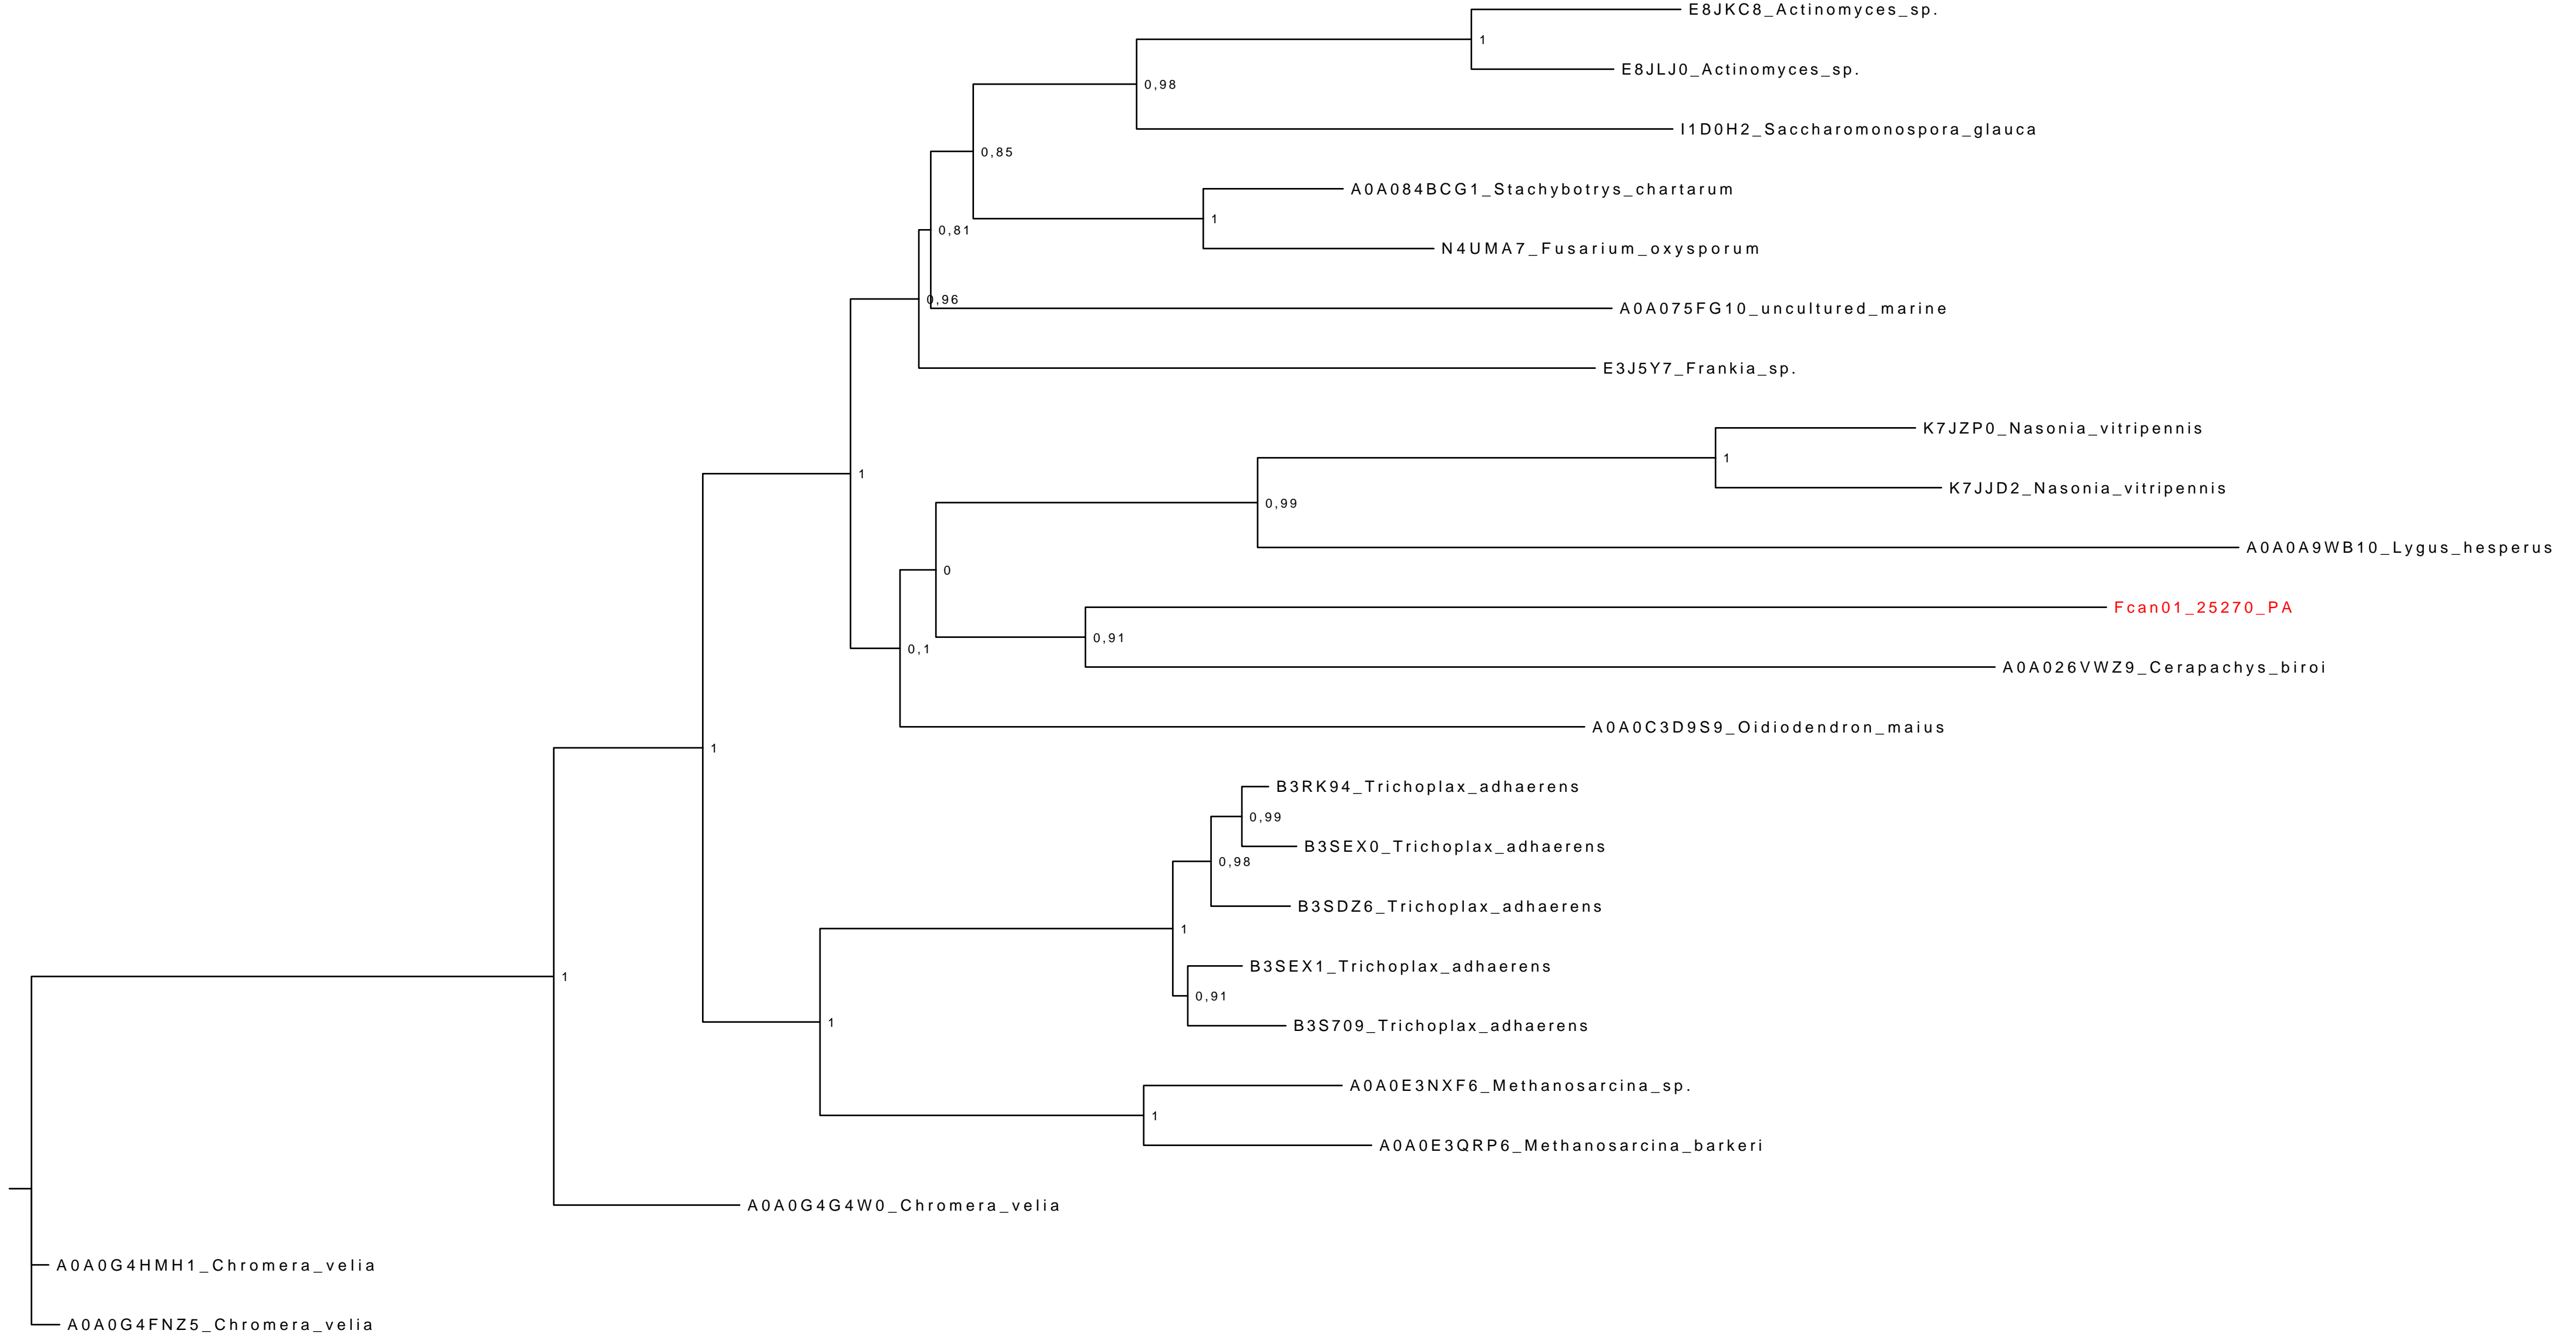 E8JKC8_Actinomyces_sp.
1
E8JLJ0_Actinomyces_sp.
0,98
I1D0H2_Saccharomonospora_glauca
0,85
A0A084BCG1_Stachybotrys_chartarum
1
N4UMA7_Fusarium_oxysporum
0,81
0,96
A0A075FG10_uncultured_marine
E3J5Y7_Frankia_sp.
K7JZP0_Nasonia_vitripennis
1
K7JJD2_Nasonia_vitripennis
1
0,99
A0A0A9WB10_Lygus_hesperus
0
Fcan01_25270_PA
0,91
0,1
A0A026VWZ9_Cerapachys_biroi
A0A0C3D9S9_Oidiodendron_maius
1
B3RK94_Trichoplax_adhaerens
0,99
B3SEX0_Trichoplax_adhaerens
0,98
B3SDZ6_Trichoplax_adhaerens
1
B3SEX1_Trichoplax_adhaerens
1
0,91
B3S709_Trichoplax_adhaerens
1
A0A0E3NXF6_Methanosarcina_sp.
1
A0A0E3QRP6_Methanosarcina_barkeri
A0A0G4G4W0_Chromera_velia
A0A0G4HMH1_Chromera_velia
A0A0G4FNZ5_Chromera_velia